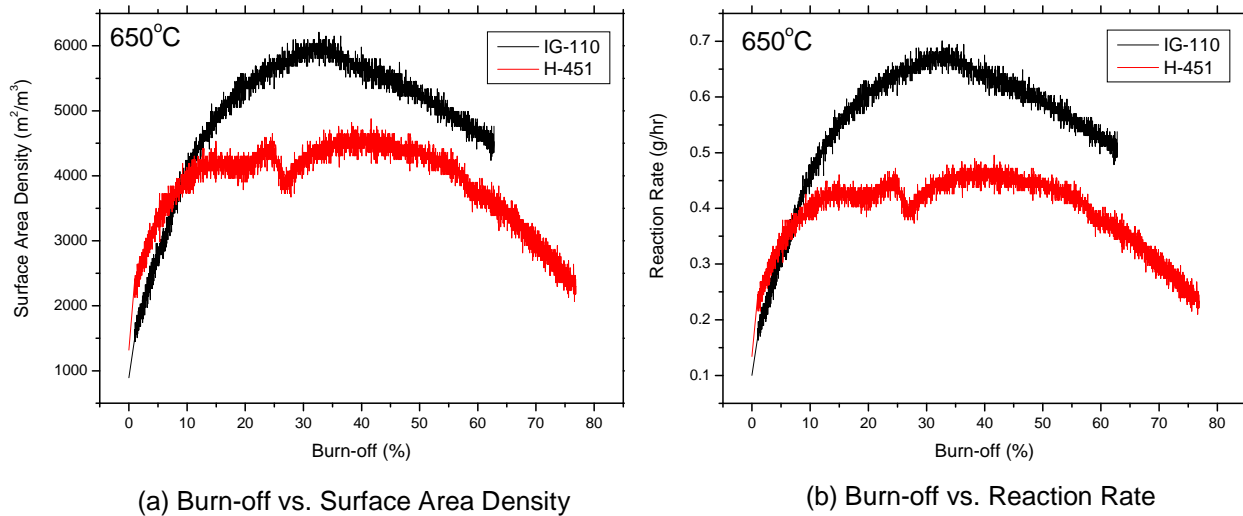 650°C
IG-110
H-451
6000
5000
4000
3000
2000
1000
Surface Area Density (m²/m³)
0 10 20 30 40 50 60 70 80
Burn-off (%)
(a) Burn-off vs. Surface Area Density
650°C
IG-110
H-451
0.7
0.6
0.5
0.4
0.3
0.2
0.1
Reaction Rate (g/hr)
0 10 20 30 40 50 60 70 80
Burn-off (%)
(b) Burn-off vs. Reaction Rate